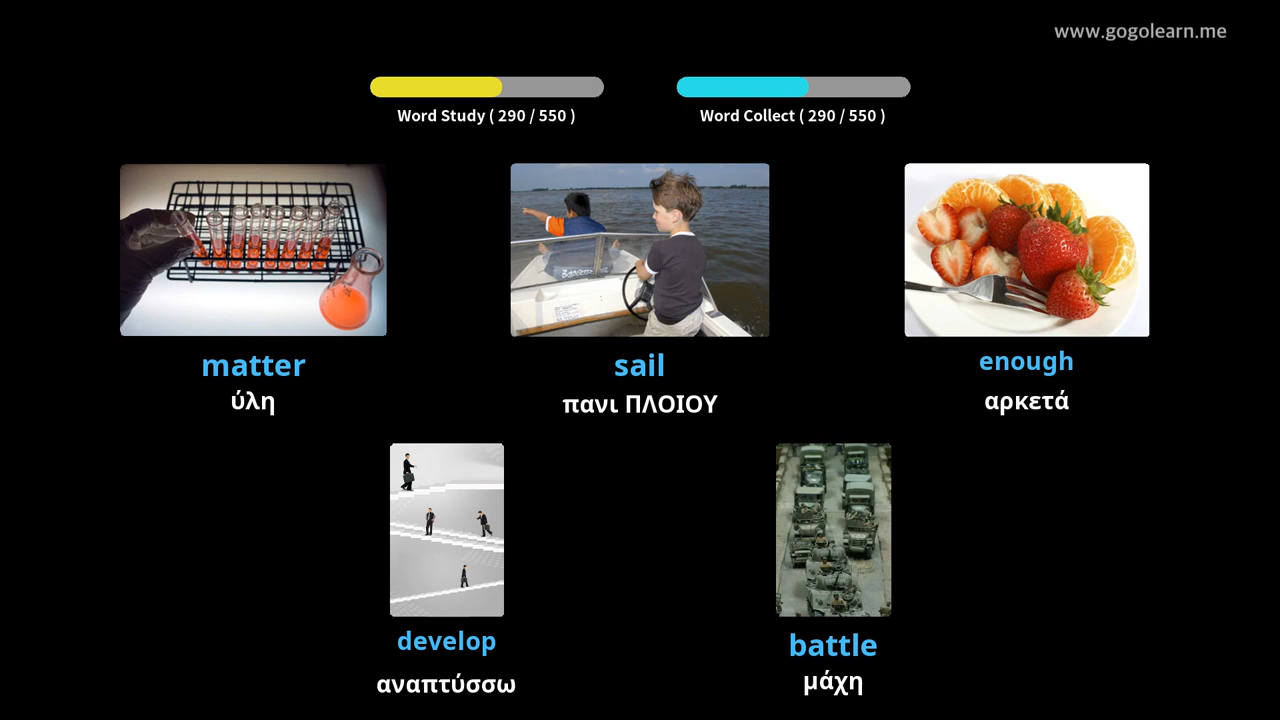 www.gogolearn.me
Word Study ( 290 / 550 )
Word Collect ( 290 / 550 )
matter
ύλη
sail
πανι ΠΛΟΙΟΥ
enough
αρκετά
develop
αναπτύσσω
battle
μάχη